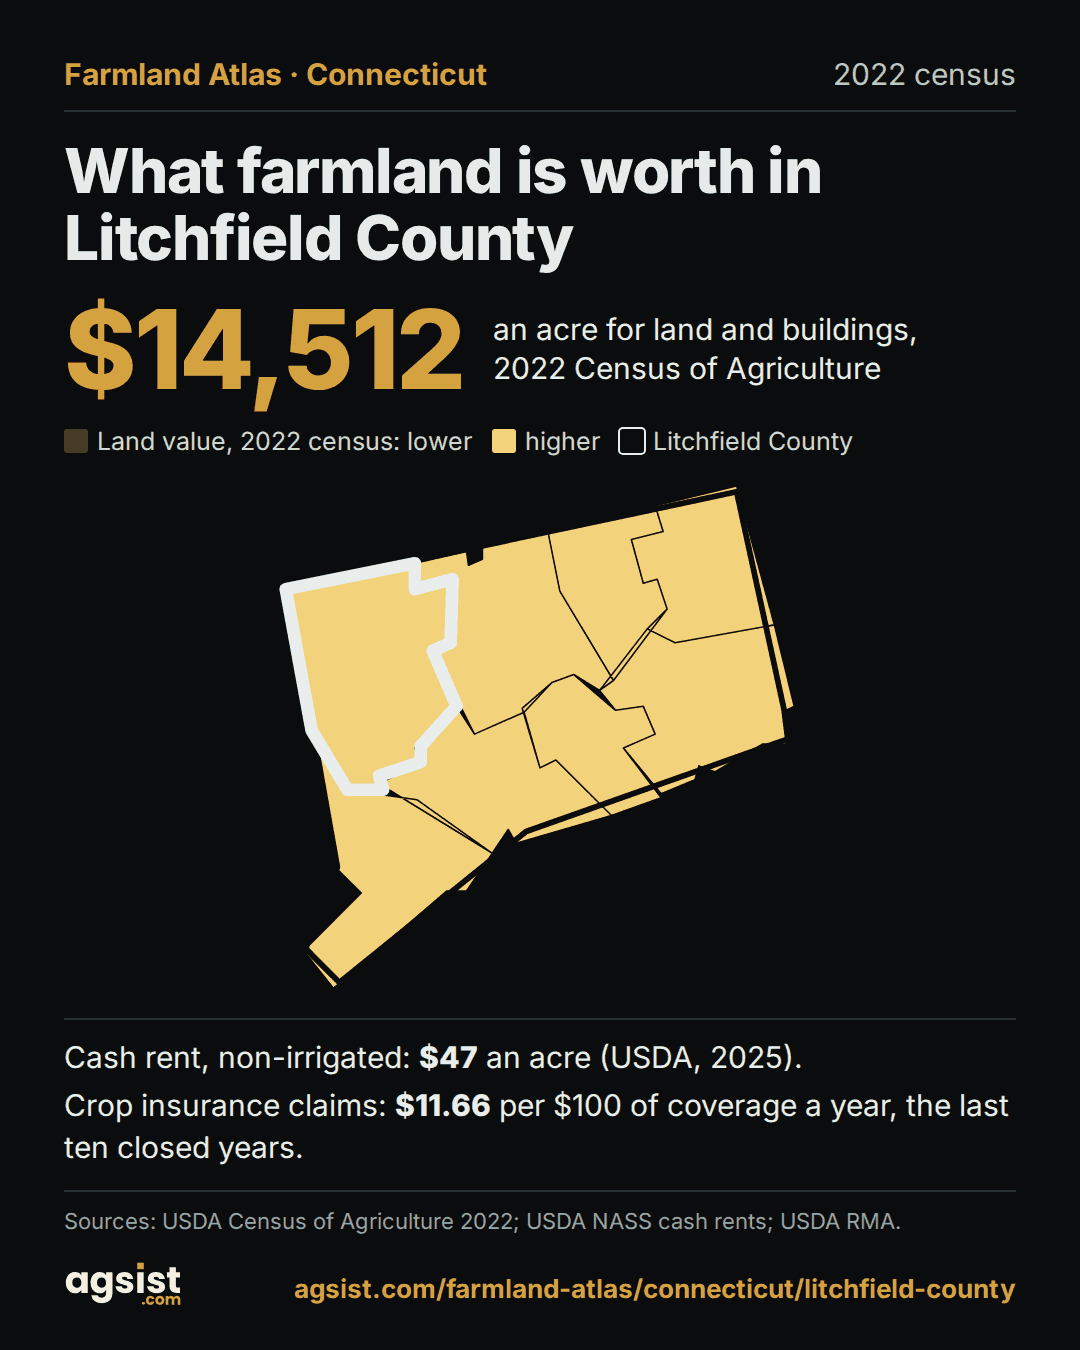 Farmland Atlas · Connecticut
2022 census
What farmland is worth in
Litchfield County
$14,512
an acre for land and buildings,
2022 Census of Agriculture
Land value, 2022 census: lower
higher
Litchfield County
Cash rent, non-irrigated: $47 an acre (USDA, 2025).
Crop insurance claims: $11.66 per $100 of coverage a year, the last
ten closed years.
Sources: USDA Census of Agriculture 2022; USDA NASS cash rents; USDA RMA.
agsist
.com
agsist.com/farmland-atlas/connecticut/litchfield-county